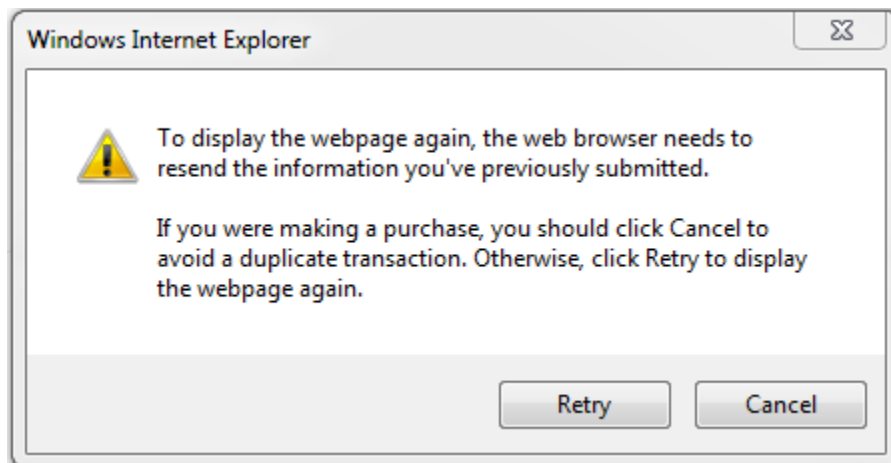 Windows Internet Explorer
To display the webpage again, the web browser needs to
resend the information you've previously submitted.
If you were making a purchase, you should click Cancel to
avoid a duplicate transaction. Otherwise, click Retry to display
the webpage again.
Retry
Cancel